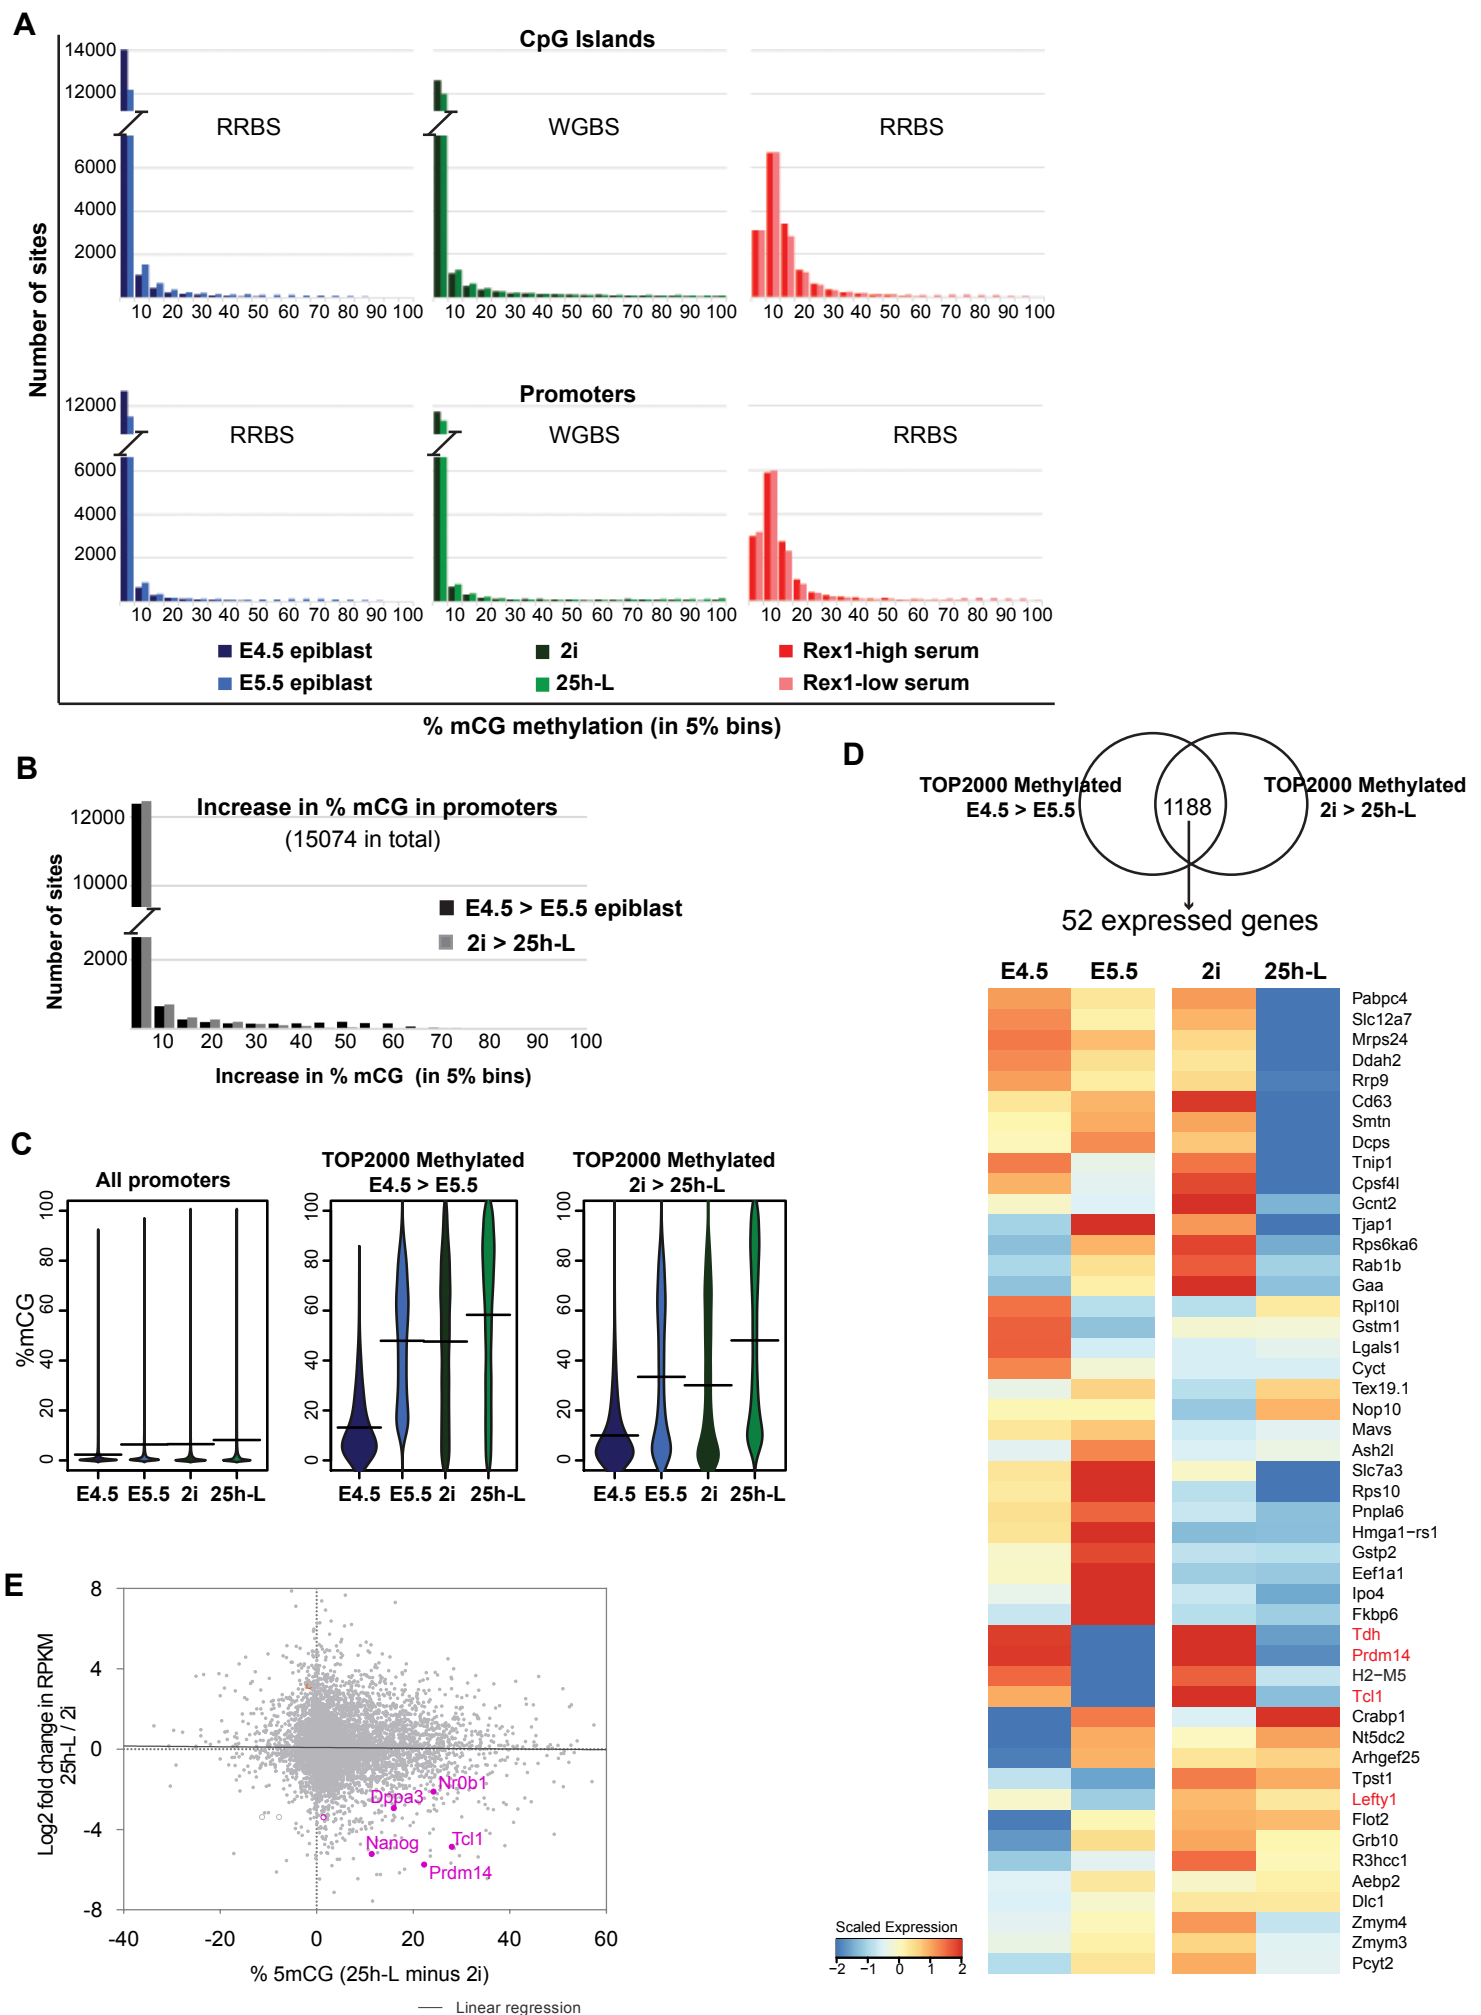 A
CpG Islands
14000
12000
RRBS
WGBS
RRBS
6000
4000
2000
10 20 30 40 50 60 70 80 90 100
10 20 30 40 50 60 70 80 90 100
10 20 30 40 50 60 70 80 90 100
Number of sites
Promoters
12000
RRBS
WGBS
RRBS
6000
4000
2000
10 20 30 40 50 60 70 80 90 100
10 20 30 40 50 60 70 80 90 100
10 20 30 40 50 60 70 80 90 100
E4.5 epiblast
E5.5 epiblast
2i
25h-L
Rex1-high serum
Rex1-low serum
% mCG methylation (in 5% bins)
B
Increase in % mCG in promoters
(15074 in total)
12000
10000
2000
Number of sites
E4.5 > E5.5 epiblast
2i > 25h-L
10 20 30 40 50 60 70 80 90 100
Increase in % mCG (in 5% bins)
C
All promoters
TOP2000 Methylated
E4.5 > E5.5
TOP2000 Methylated
2i > 25h-L
%mCG
100
80
60
40
20
0
100
80
60
40
20
0
100
80
60
40
20
0
E4.5 E5.5 2i 25h-L
E4.5 E5.5 2i 25h-L
E4.5 E5.5 2i 25h-L
D
TOP2000 Methylated
E4.5 > E5.5
1188
TOP2000 Methylated
2i > 25h-L
52 expressed genes
E4.5 E5.5 2i 25h-L
Pabpc4
Slc12a7
Mrps24
Ddah2
Rrp9
Cd63
Smtn
Dcps
Tnip1
Cpsf4l
Gcnt2
Tjap1
Rps6ka6
Rab1b
Gaa
Rpl10l
Gstm1
Lgals1
Cyct
Tex19.1
Nop10
Mavs
Ash2l
Slc7a3
Rps10
Pnpla6
Hmga1−rs1
Gstp2
Eef1a1
Ipo4
Fkbp6
Tdh
Prdm14
H2−M5
Tcl1
Crabp1
Nt5dc2
Arhgef25
Tpst1
Lefty1
Flot2
Grb10
R3hcc1
Aebp2
Dlc1
Zmym4
Zmym3
Pcyt2
Scaled Expression
−2 −1 0 1 2
E
8
4
0
-4
-8
Log2 fold change in RPKM
25h-L / 2i
Nr0b1
Dppa3
Nanog
Tcl1
Prdm14
-40 -20 0 20 40 60
% 5mCG (25h-L minus 2i)
Linear regression